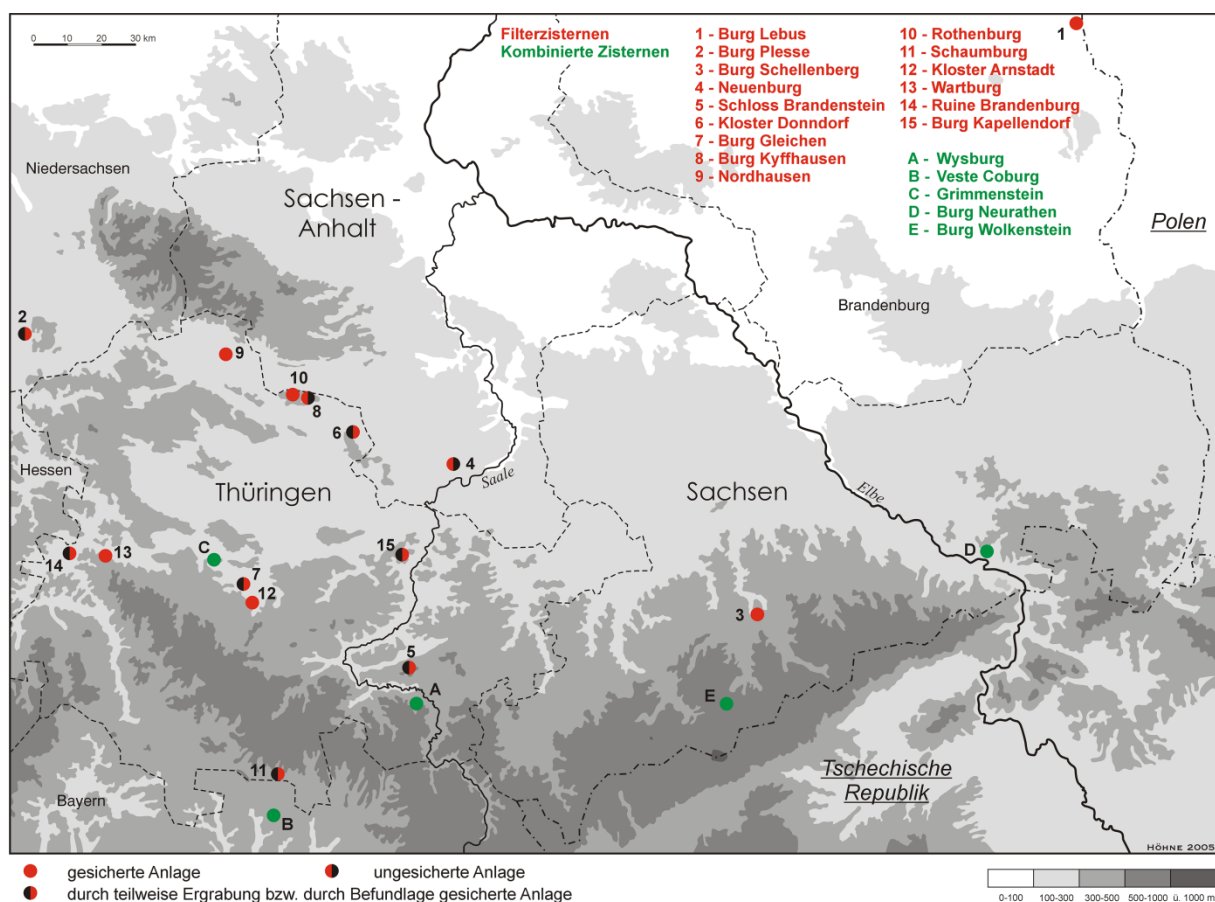 0 10 20 30 km
Filterzisternen
Kombinierte Zisternen
1 - Burg Lebus
2 - Burg Plesse
3 - Burg Schellenberg
4 - Neuenburg
5 - Schloss Brandenstein
6 - Kloster Donndorf
7 - Burg Gleichen
8 - Burg Kyffhausen
9 - Nordhausen
10 - Rothenburg
11 - Schaumburg
12 - Kloster Arnstadt
13 - Wartburg
14 - Ruine Brandenburg
15 - Burg Kapellendorf
A - Wysburg
B - Veste Coburg
C - Grimmenstein
D - Burg Neurathen
E - Burg Wolkenstein
1
Niedersachsen
Sachsen -
Anhalt
Polen
Brandenburg
2
9
10
8
6
4
Saale
Hessen
Thüringen
Sachsen
Elbe
14
13
C
7
12
15
D
3
5
A
E
11
B
Bayern
Tschechische
Republik
HÖHNE 2005
gesicherte Anlage
ungesicherte Anlage
durch teilweise Ergrabung bzw. durch Befundlage gesicherte Anlage
0-100 100-300 300-500 500-1000 ü. 1000 m